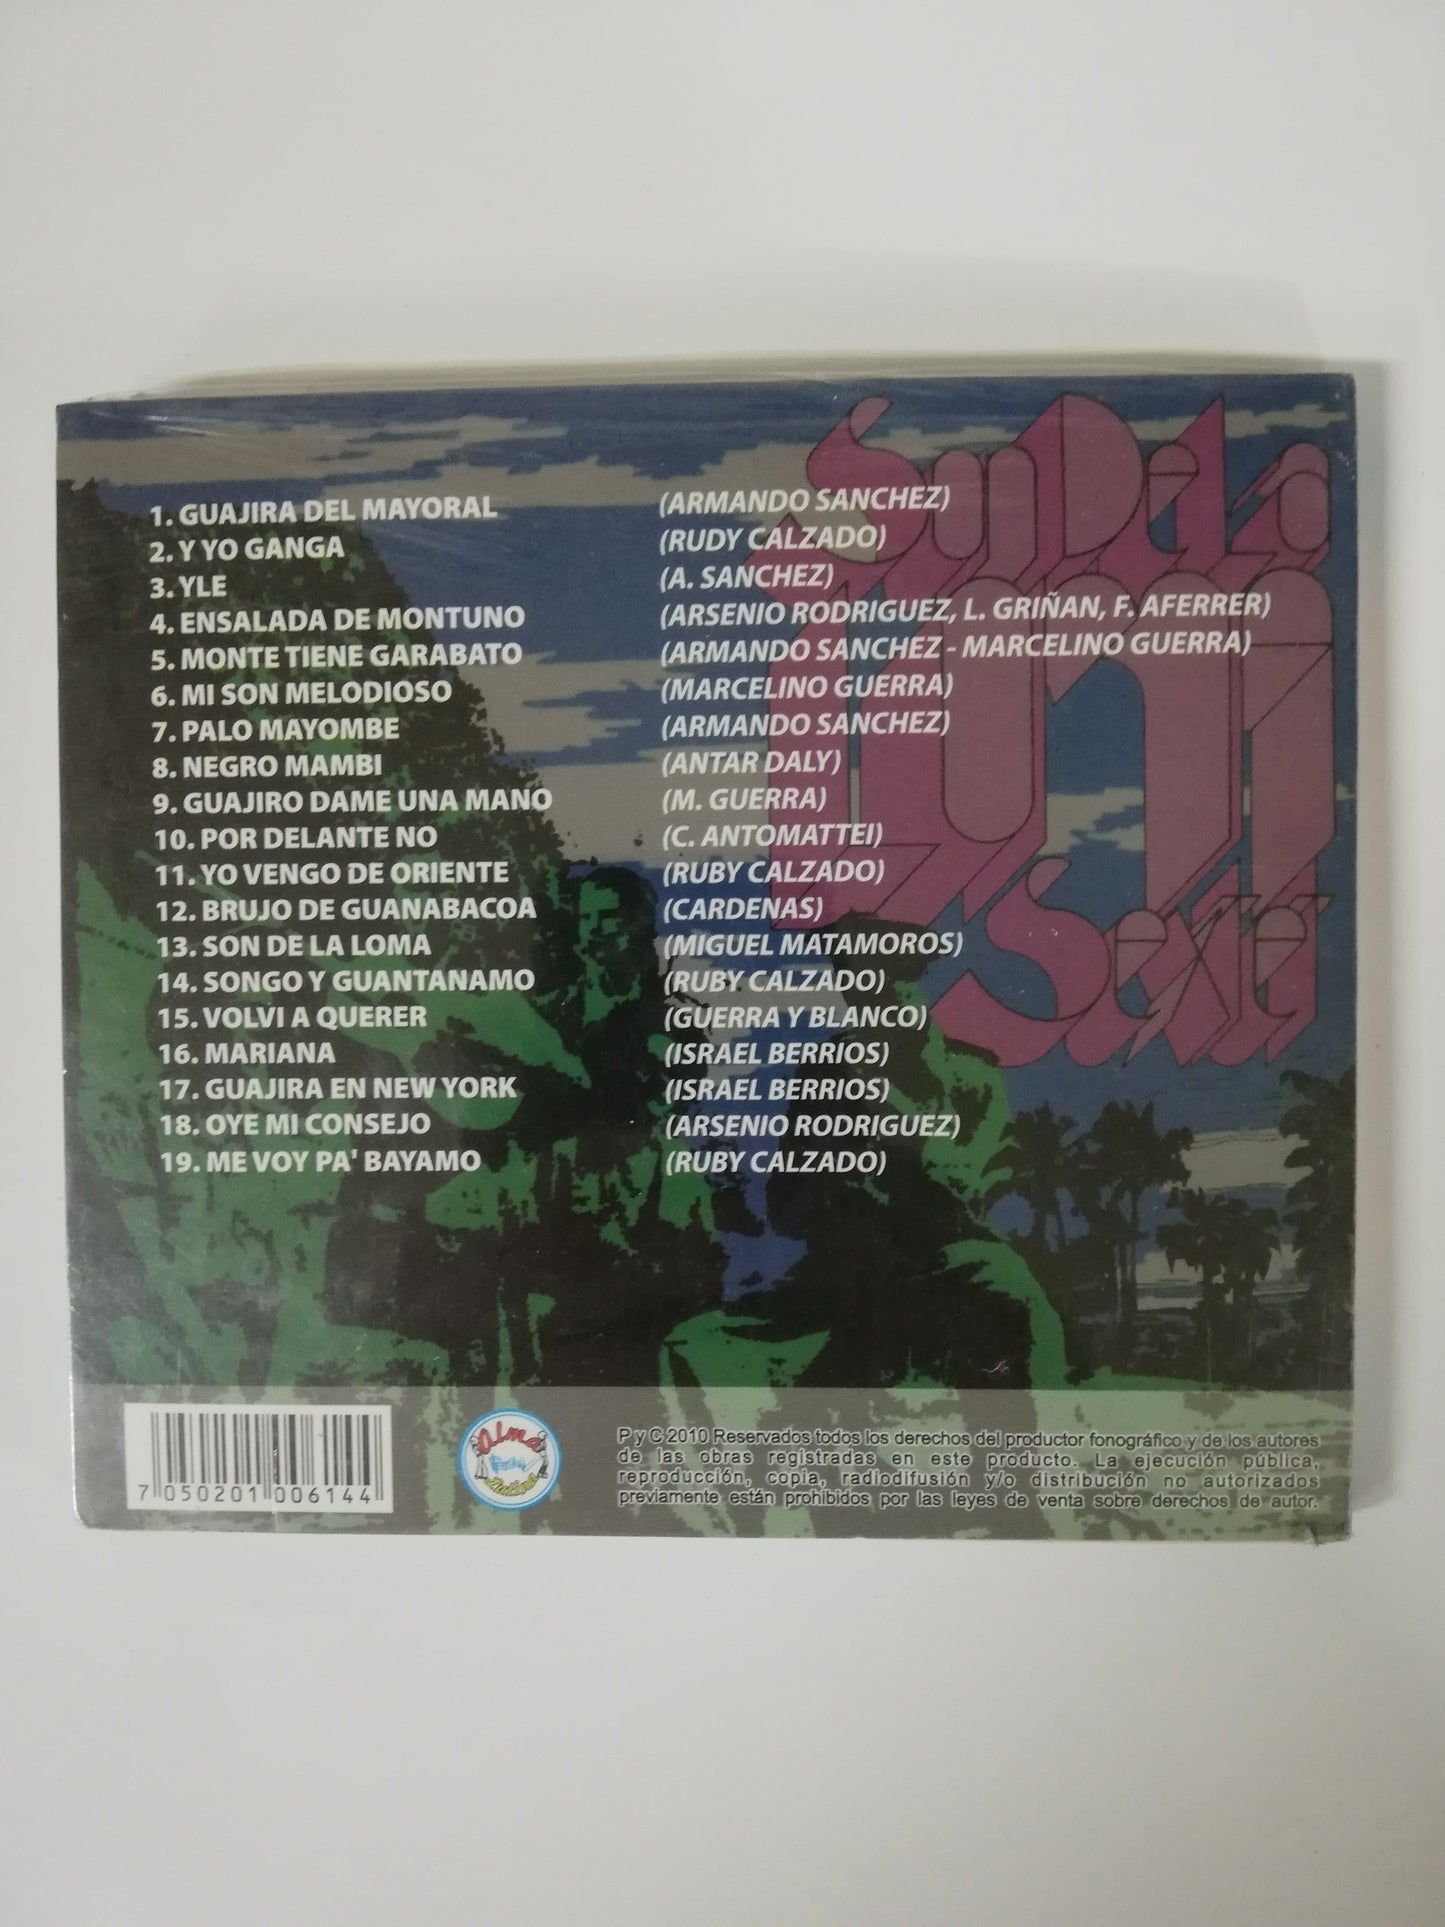 Son De La
Loma
Sexteto
1. GUAJIRA DEL MAYORAL (ARMANDO SANCHEZ)
2. Y YO GANGA (RUDY CALZADO)
3. YLE (A. SANCHEZ)
4. ENSALADA DE MONTUNO (ARSENIO RODRIGUEZ, L. GRIÑAN, F. AFERRER)
5. MONTE TIENE GARABATO (ARMANDO SANCHEZ - MARCELINO GUERRA)
6. MI SON MELODIOSO (MARCELINO GUERRA)
7. PALO MAYOMBE (ARMANDO SANCHEZ)
8. NEGRO MAMBI (ANTAR DALY)
9. GUAJIRO DAME UNA MANO (M. GUERRA)
10. POR DELANTE NO (C. ANTOMATTEI)
11. YO VENGO DE ORIENTE (RUBY CALZADO)
12. BRUJO DE GUANABACOA (CARDENAS)
13. SON DE LA LOMA (MIGUEL MATAMOROS)
14. SONGO Y GUANTANAMO (RUBY CALZADO)
15. VOLVI A QUERER (GUERRA Y BLANCO)
16. MARIANA (ISRAEL BERRIOS)
17. GUAJIRA EN NEW YORK (ISRAEL BERRIOS)
18. OYE MI CONSEJO (ARSENIO RODRIGUEZ)
19. ME VOY PA' BAYAMO (RUBY CALZADO)
7 050201 006144
Alma
Latina
P y C 2010 Reservados todos los derechos del productor fonográfico y de los autores
de las obras registradas en este producto. La ejecución pública,
reproducción, copia, radiodifusión y/o distribución no autorizados
previamente están prohibidos por las leyes de venta sobre derechos de autor.